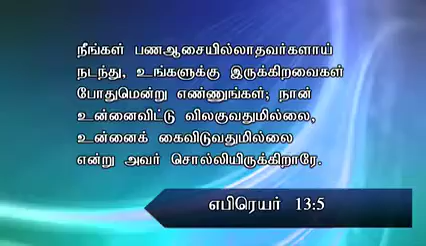 நீங்கள் பணஆசையில்லாதவர்களாய்
நடந்து, உங்களுக்கு இருக்கிறவைகள்
போதுமென்று எண்ணுங்கள்; நான்
உன்னைவிட்டு விலகுவதுமில்லை,
உன்னைக் கைவிடுவதுமில்லை
என்று அவர் சொல்லியிருக்கிறாரே.
எபிரெயர் 13:5